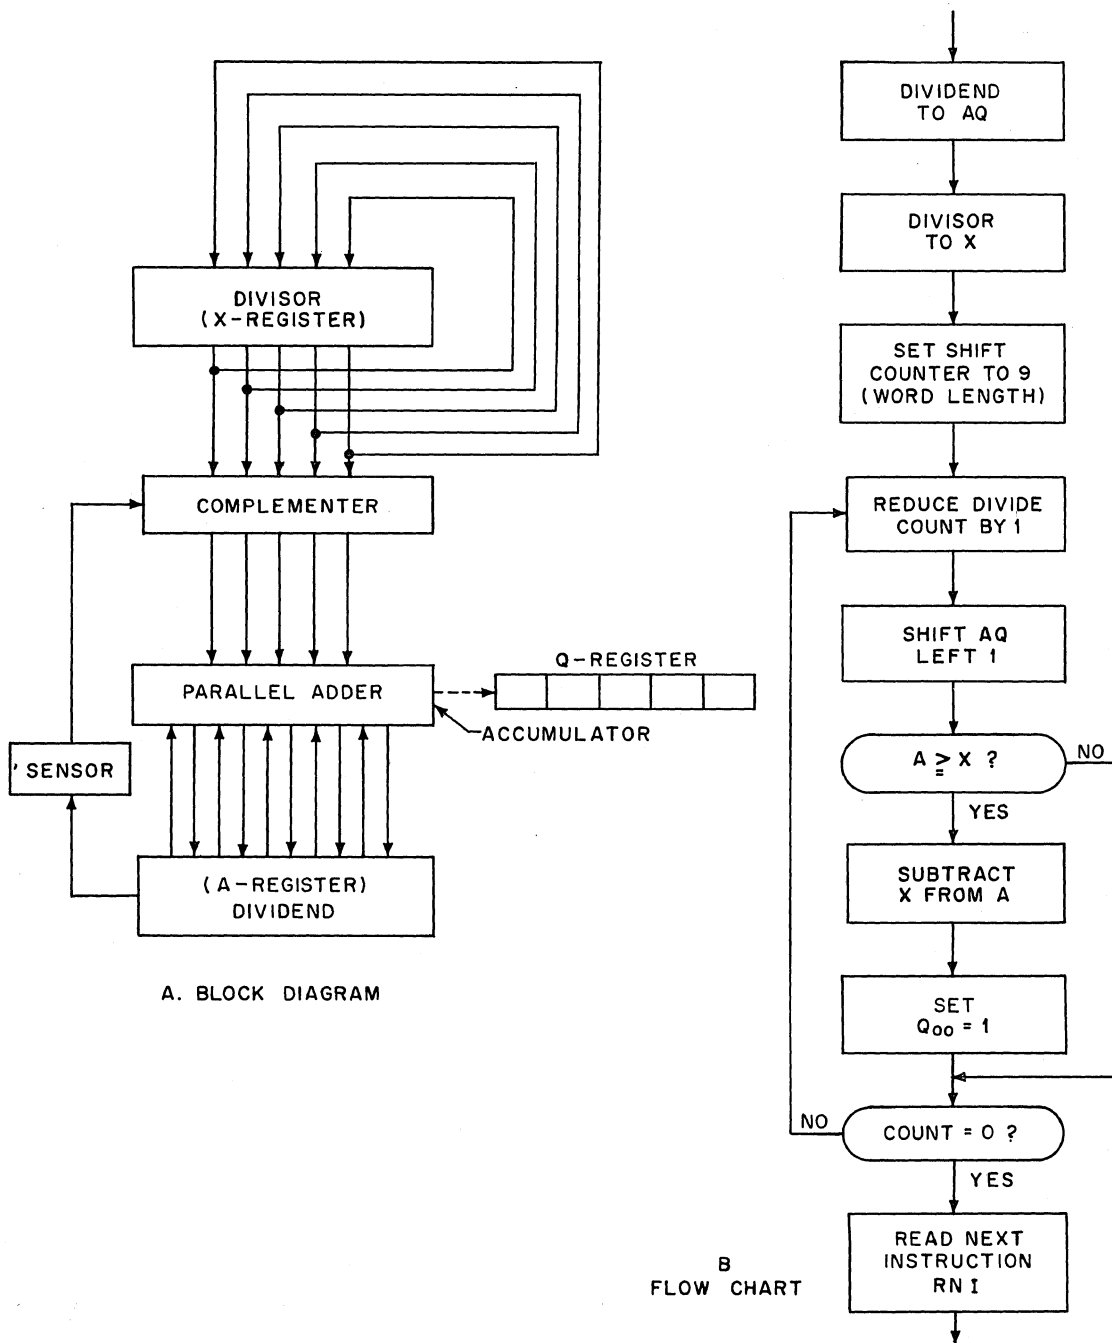 DIVISOR
(X-REGISTER)
COMPLEMENTER
PARALLEL ADDER
Q-REGISTER
ACCUMULATOR
SENSOR
(A-REGISTER)
DIVIDEND
A. BLOCK DIAGRAM
DIVIDEND
TO AQ
DIVISOR
TO X
SET SHIFT
COUNTER TO 9
(WORD LENGTH)
REDUCE DIVIDE
COUNT BY 1
SHIFT AQ
LEFT 1
A ≧ X ?
NO
YES
SUBTRACT
X FROM A
SET
Q00 = 1
NO
COUNT = 0 ?
YES
READ NEXT
INSTRUCTION
RNI
B
FLOW CHART